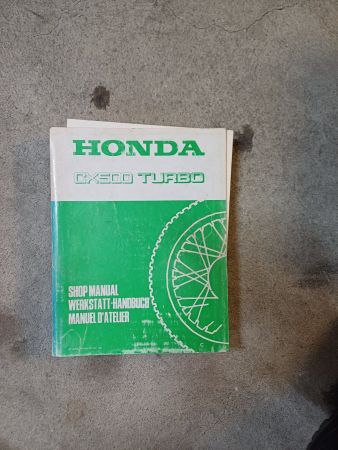 HONDA
CX500 TURBO
SHOP MANUAL
WERKSTATT-HANDBUCH
MANUEL D'ATELIER